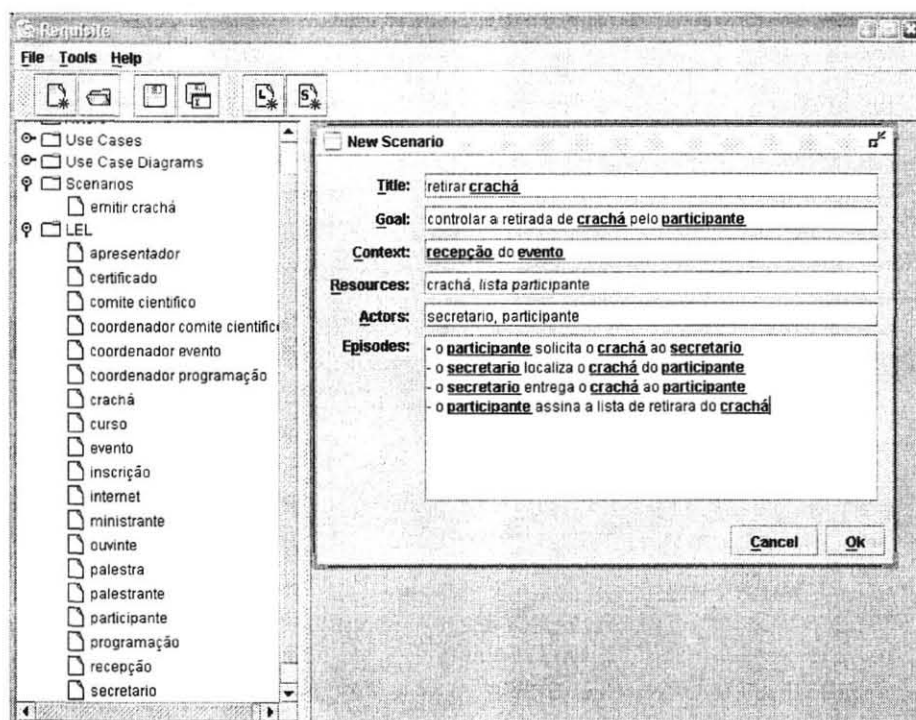 Requisite
File Tools Help
L S
Use Cases
Use Case Diagrams
Scenarios
emitir crachá
LEL
apresentador
certificado
comite cientifico
coordenador comite cientific
coordenador evento
coordenador programação
crachá
curso
evento
inscrição
internet
ministrante
ouvinte
palestra
palestrante
participante
programação
recepção
secretario
New Scenario
Title: retirar crachá
Goal: controlar a retirada de crachá pelo participante
Context: recepção do evento
Resources: crachá, lista participante
Actors: secretario, participante
Episodes: - o participante solicita o crachá ao secretario
- o secretario localiza o crachá do participante
- o secretario entrega o crachá ao participante
- o participante assina a lista de retirara do crachá
Cancel Ok